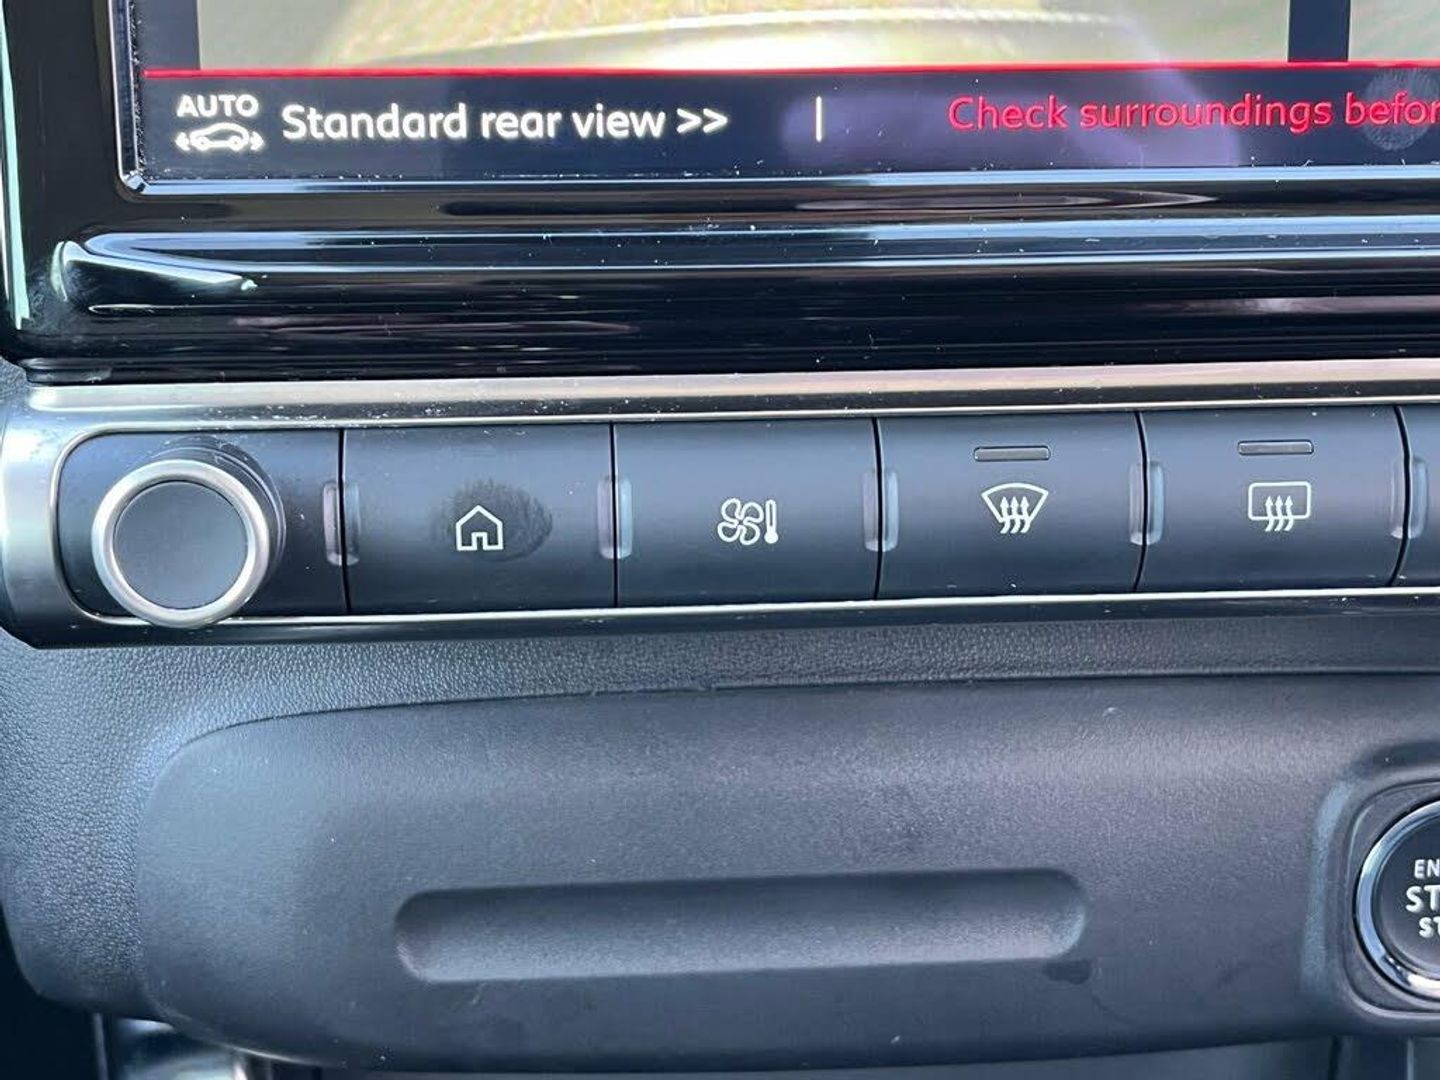 AUTO
Standard rear view >> | Check surroundings